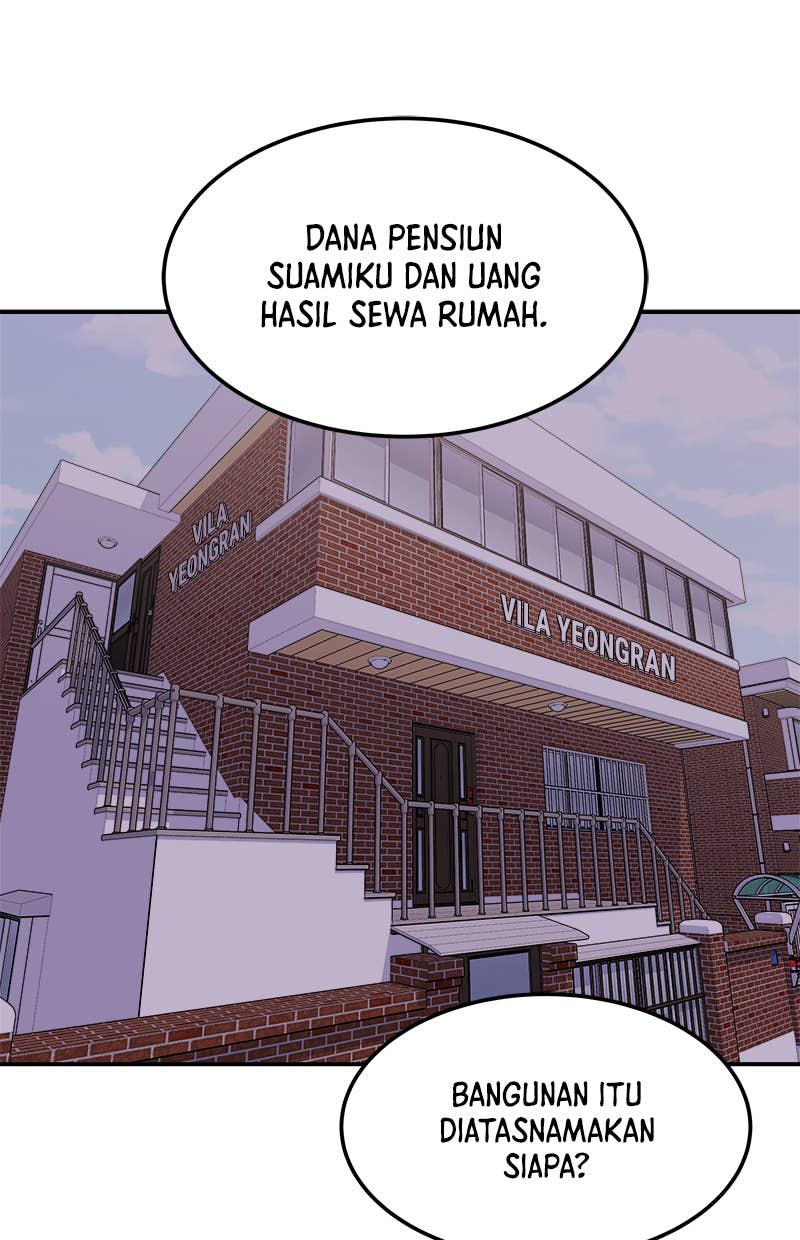 DANA PENSIUN
SUAMIKU DAN UANG
HASIL SEWA RUMAH.
VILA
YEONGRAN
VILA YEONGRAN
BANGUNAN ITU
DIATASNAMAKAN
SIAPA?